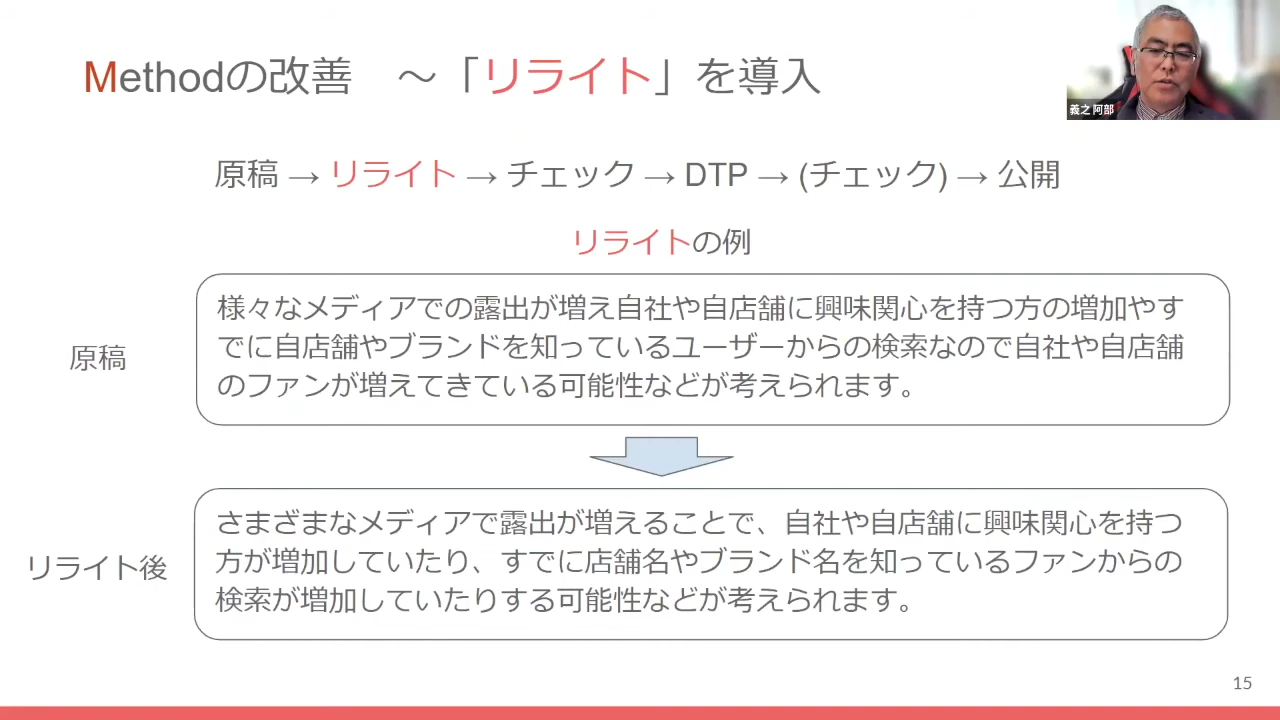 Methodの改善　～「リライト」を導入
義之 阿部
原稿 → リライト → チェック → DTP → (チェック) → 公開
リライトの例
原稿
様々なメディアでの露出が増え自社や自店舗に興味関心を持つ方の増加やす
でに自店舗やブランドを知っているユーザーからの検索なので自社や自店舗
のファンが増えてきている可能性などが考えられます。
リライト後
さまざまなメディアで露出が増えることで、自社や自店舗に興味関心を持つ
方が増加していたり、すでに店舗名やブランド名を知っているファンからの
検索が増加していたりする可能性などが考えられます。
15